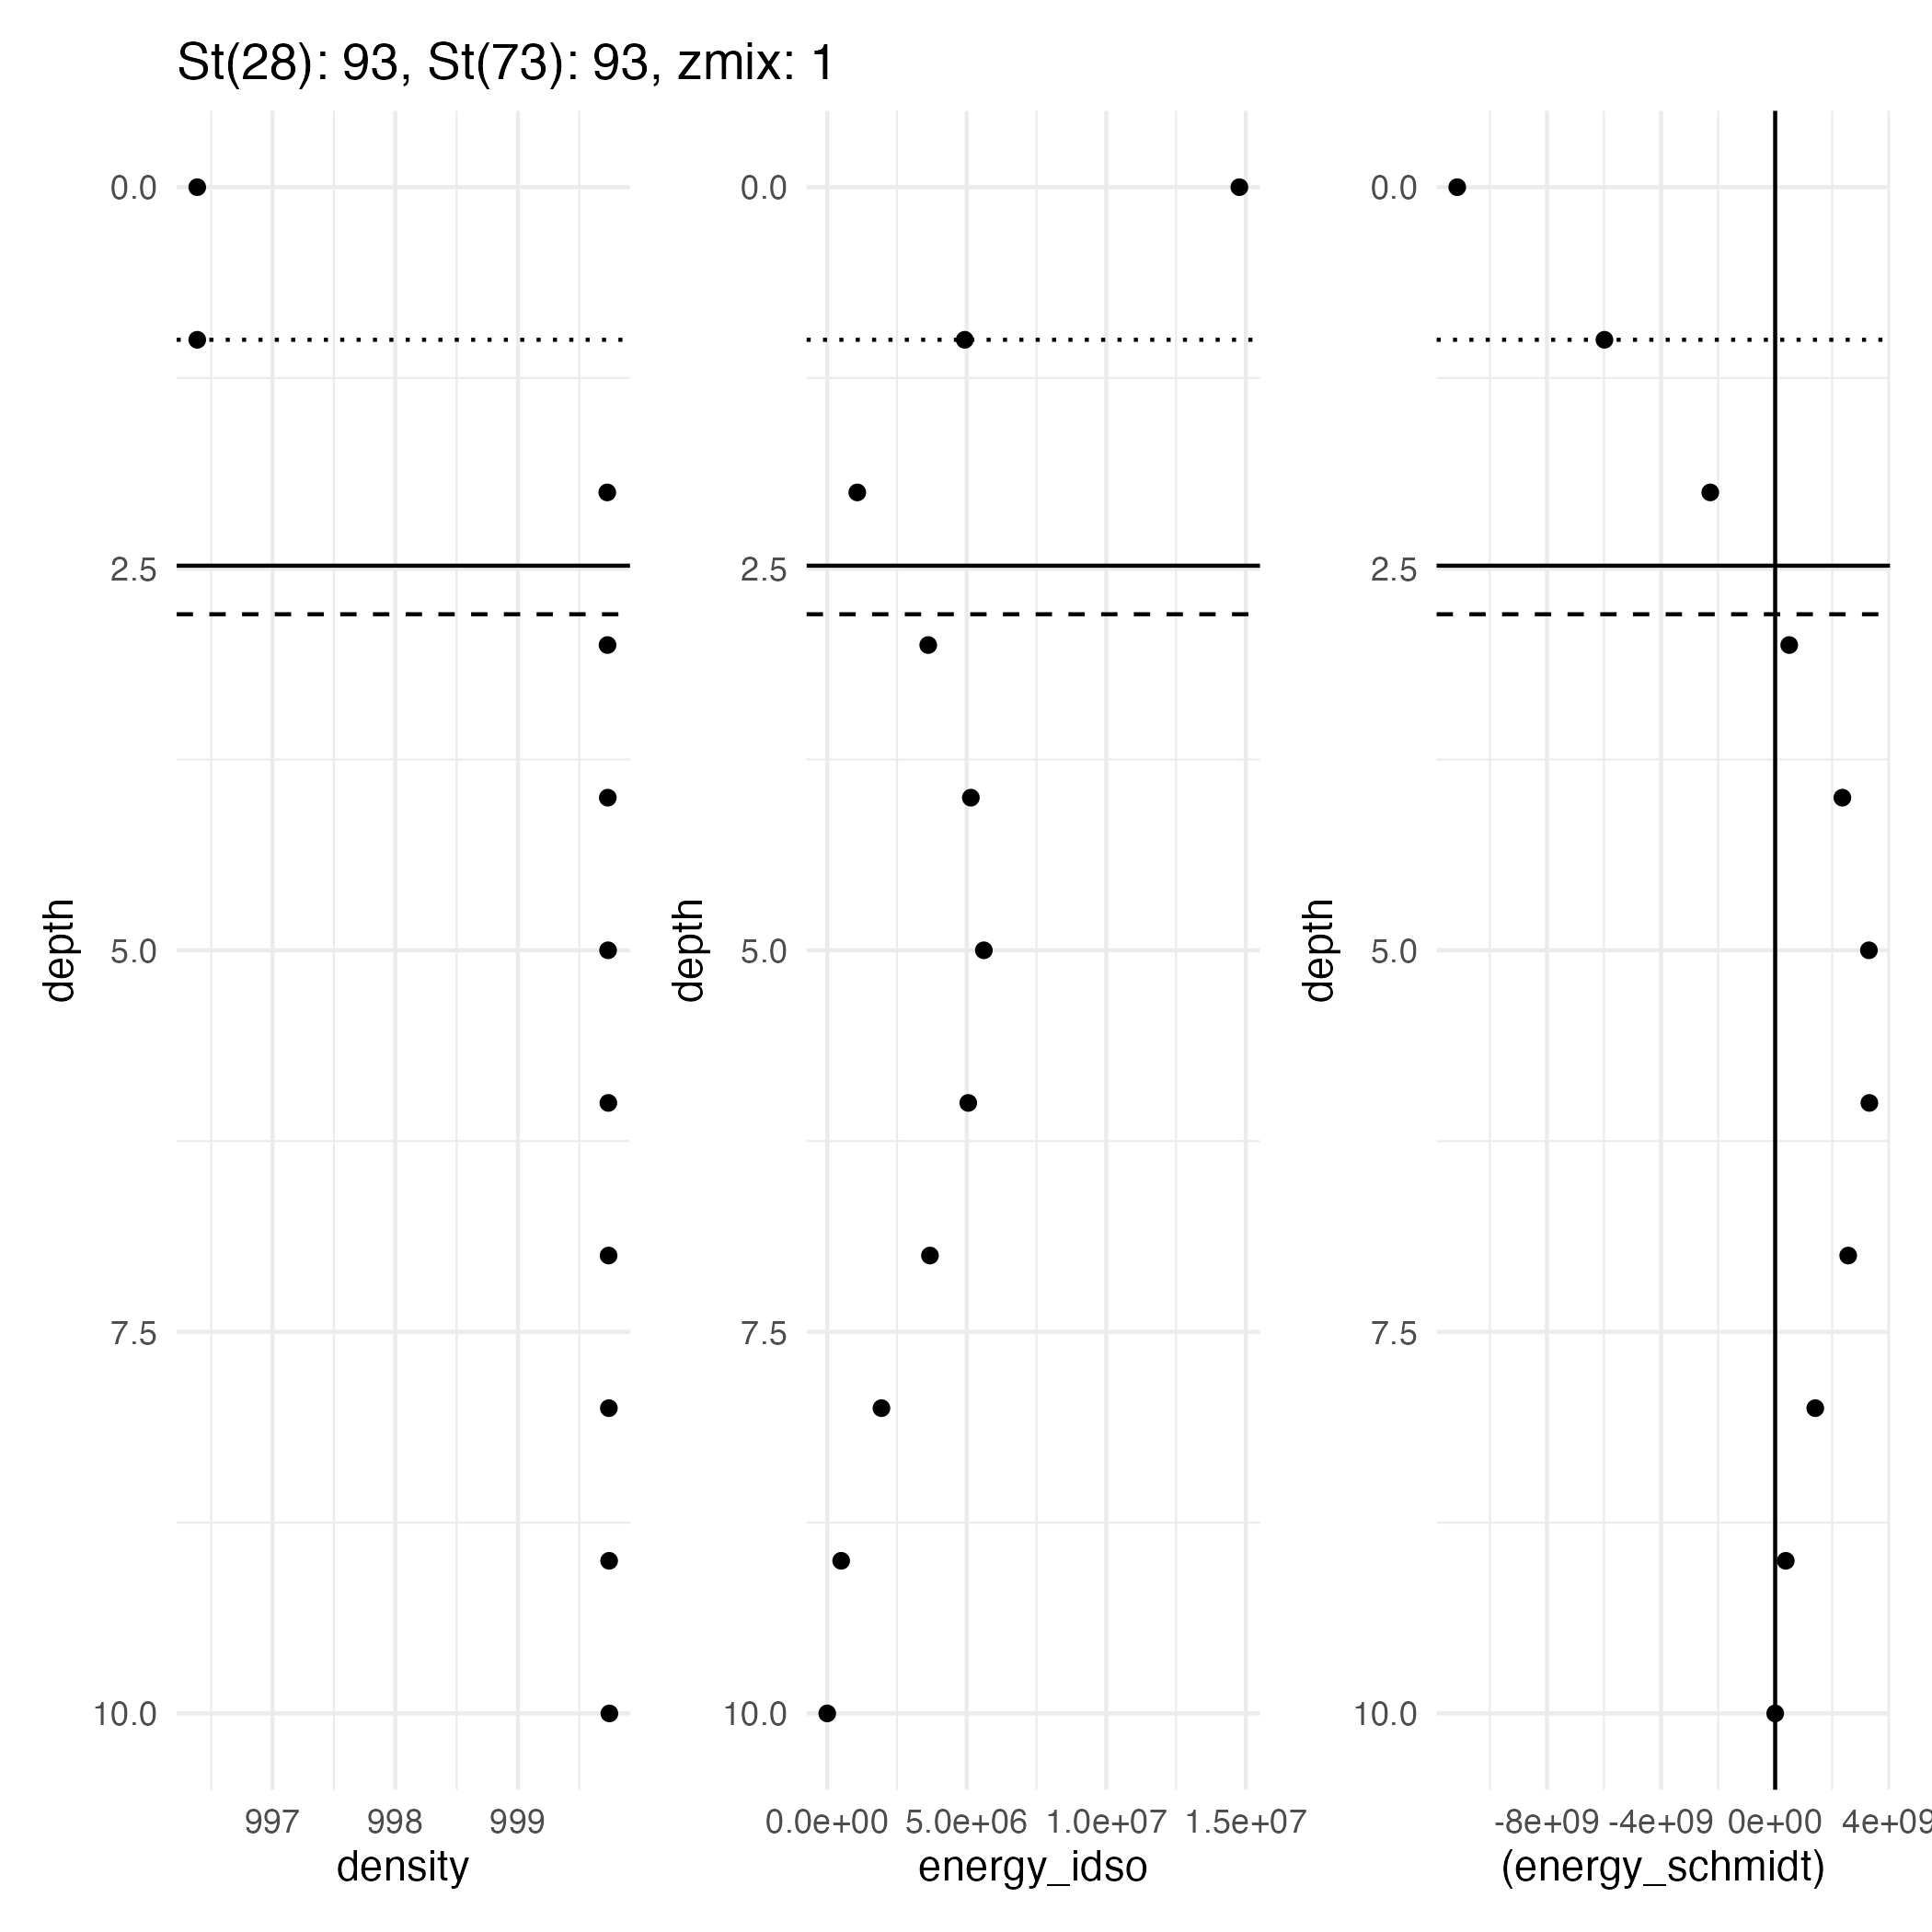 St(28): 93, St(73): 93, zmix: 1
0.0
2.5
5.0
7.5
10.0
depth
997 998 999
density
0.0
2.5
5.0
7.5
10.0
depth
0.0e+00 5.0e+06 1.0e+07 1.5e+07
energy_idso
0.0
2.5
5.0
7.5
10.0
depth
-8e+09 -4e+09 0e+00 4e+09
(energy_schmidt)